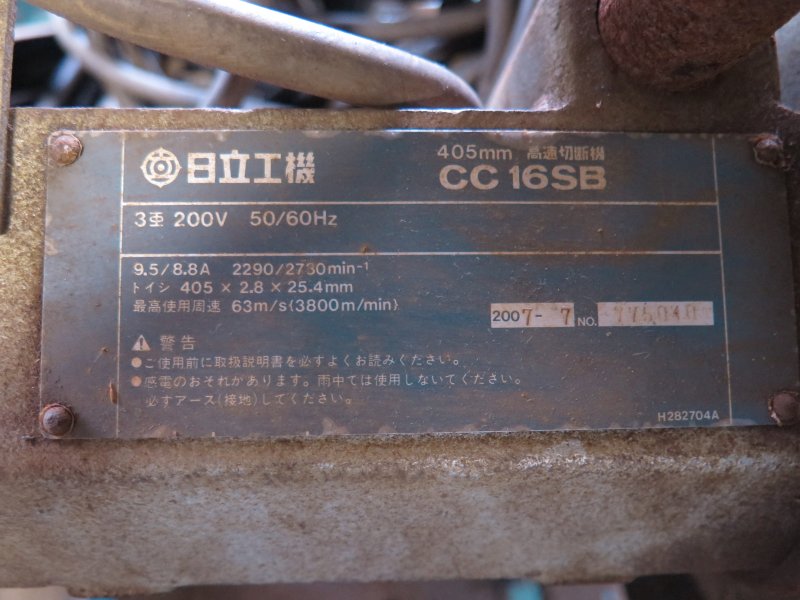 日立工機
405mm 高速切断機
CC 16SB
3相 200V 50/60Hz
9.5/8.8A 2290/2730min⁻¹
トイシ 405 × 2.8 × 25.4mm
最高使用周速 63m/s{3800m/min}
2007-7 NO.
警告
●ご使用前に取扱説明書を必ずよくお読みください。
●感電のおそれがあります。雨中では使用しないでください。
必ずアース(接地)してください。
H282704A